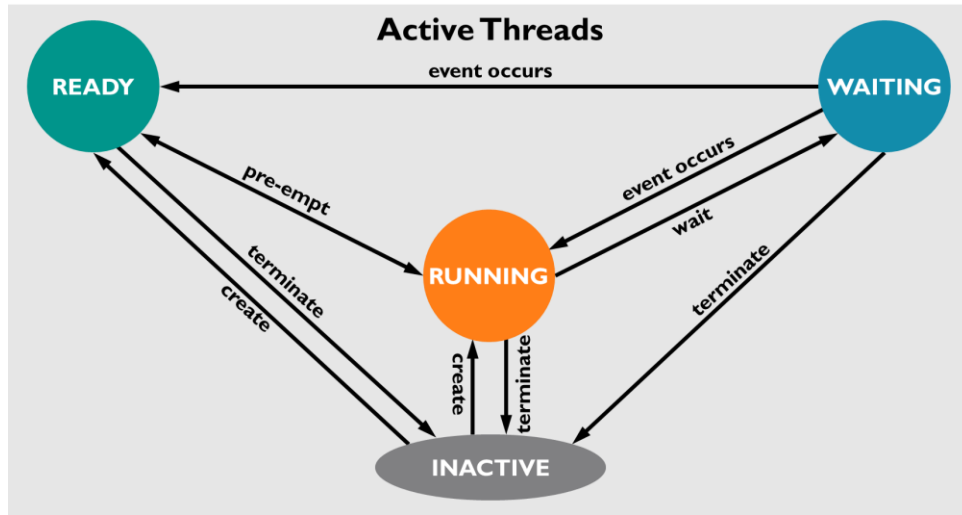 Active Threads
READY
event occurs
WAITING
pre-empt
event occurs
wait
RUNNING
terminate
create
terminate
create
terminate
INACTIVE